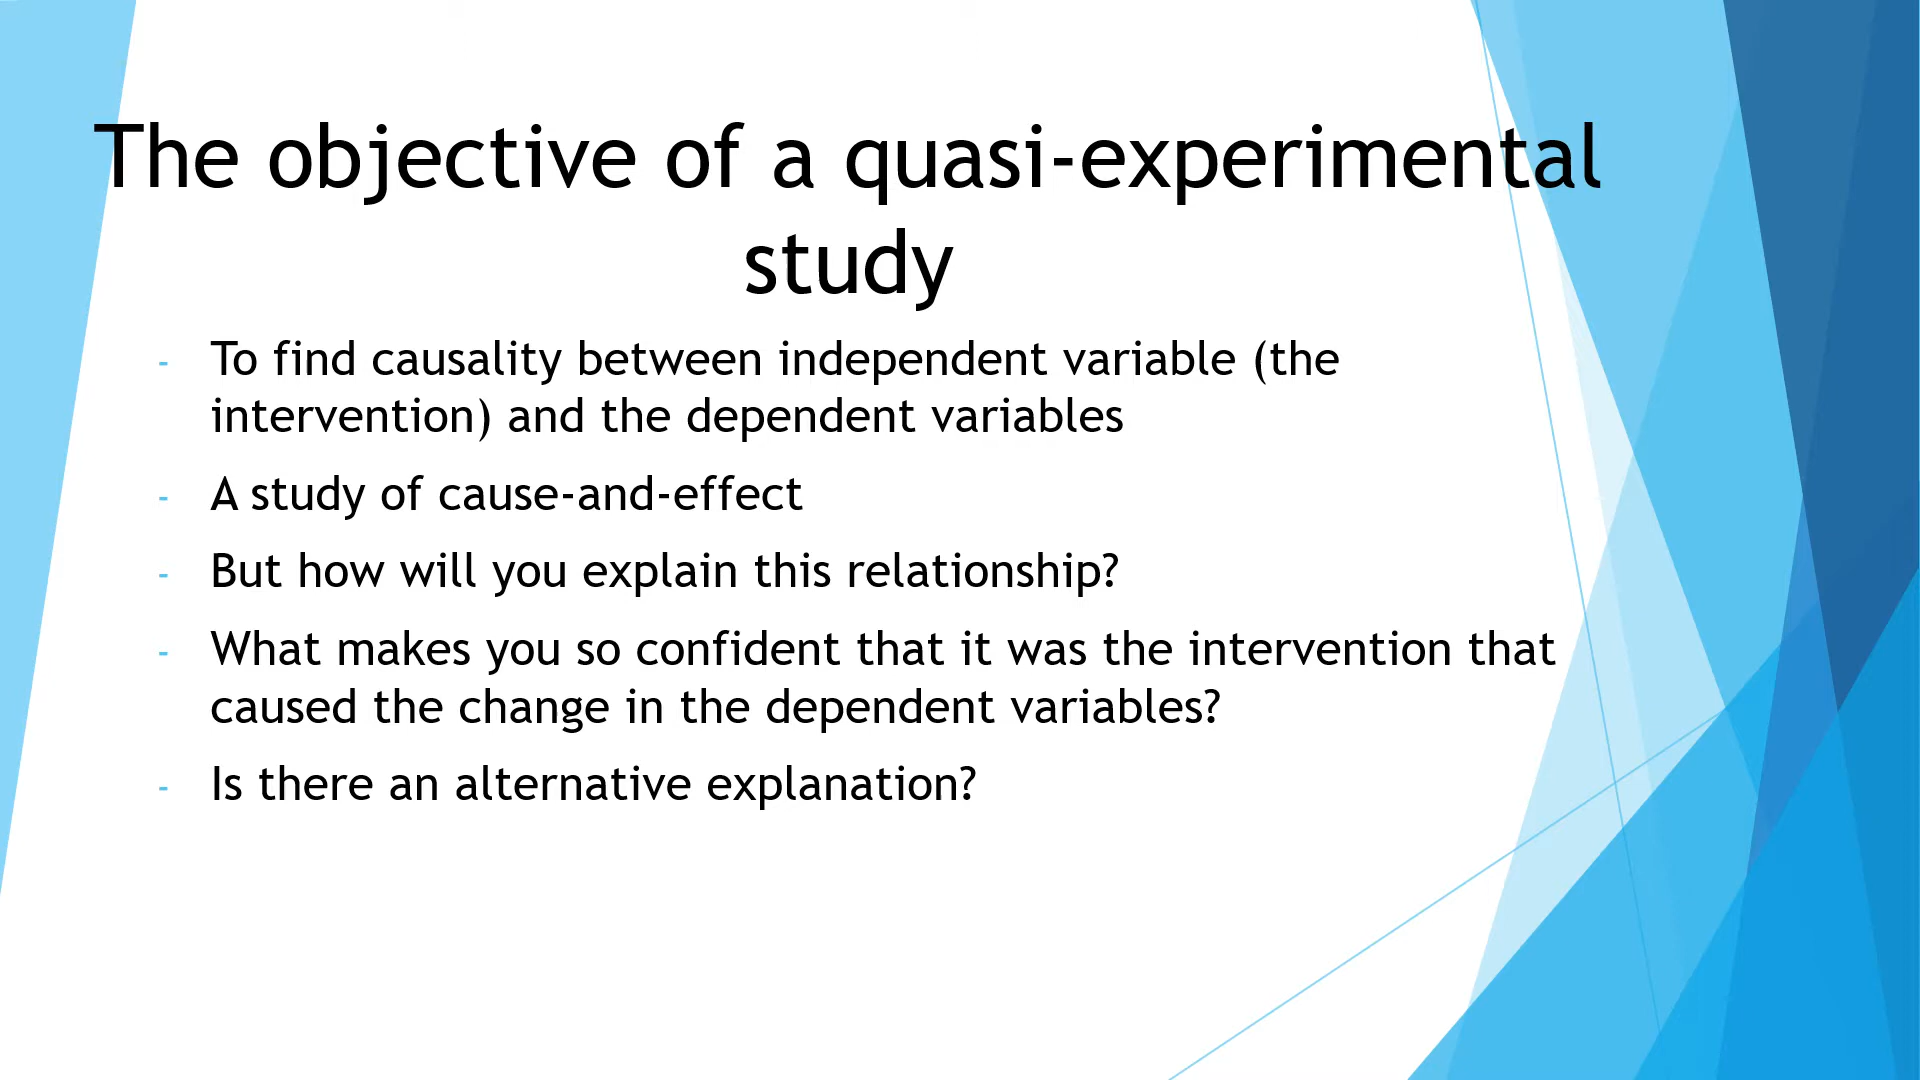 The objective of a quasi-experimental
study
- To find causality between independent variable (the
intervention) and the dependent variables
- A study of cause-and-effect
- But how will you explain this relationship?
- What makes you so confident that it was the intervention that
caused the change in the dependent variables?
- Is there an alternative explanation?